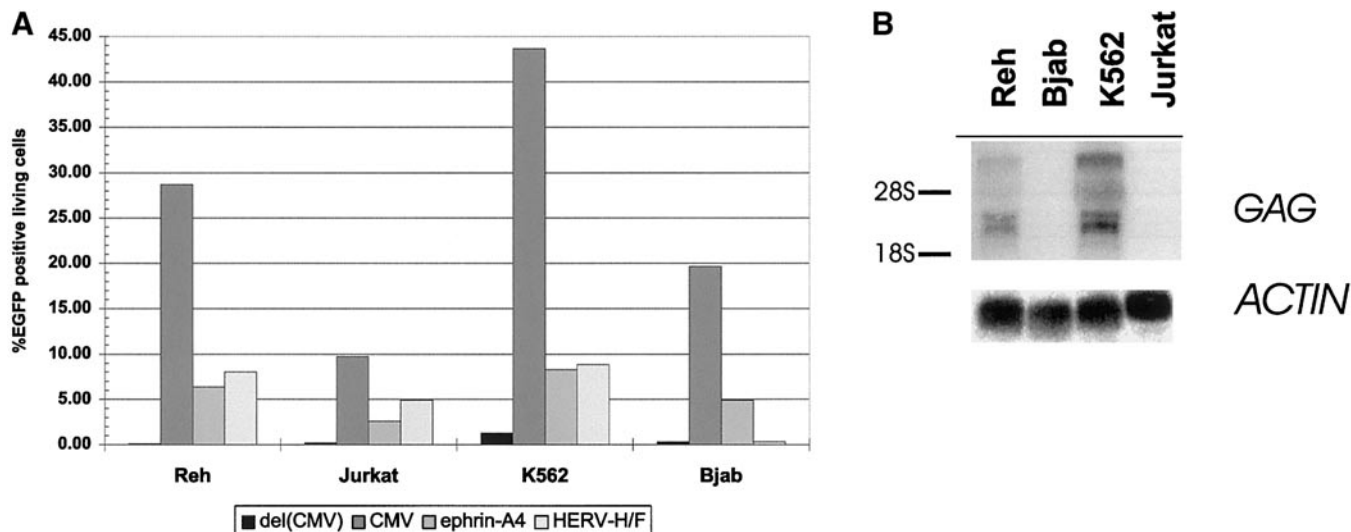 A
%EGFP positive living cells
45.00
40.00
35.00
30.00
25.00
20.00
15.00
10.00
5.00
0.00
Reh Jurkat K562 Bjab
del(CMV) CMV ephrin-A4 HERV-H/F
B
Reh Bjab K562 Jurkat
28S
18S
GAG
ACTIN